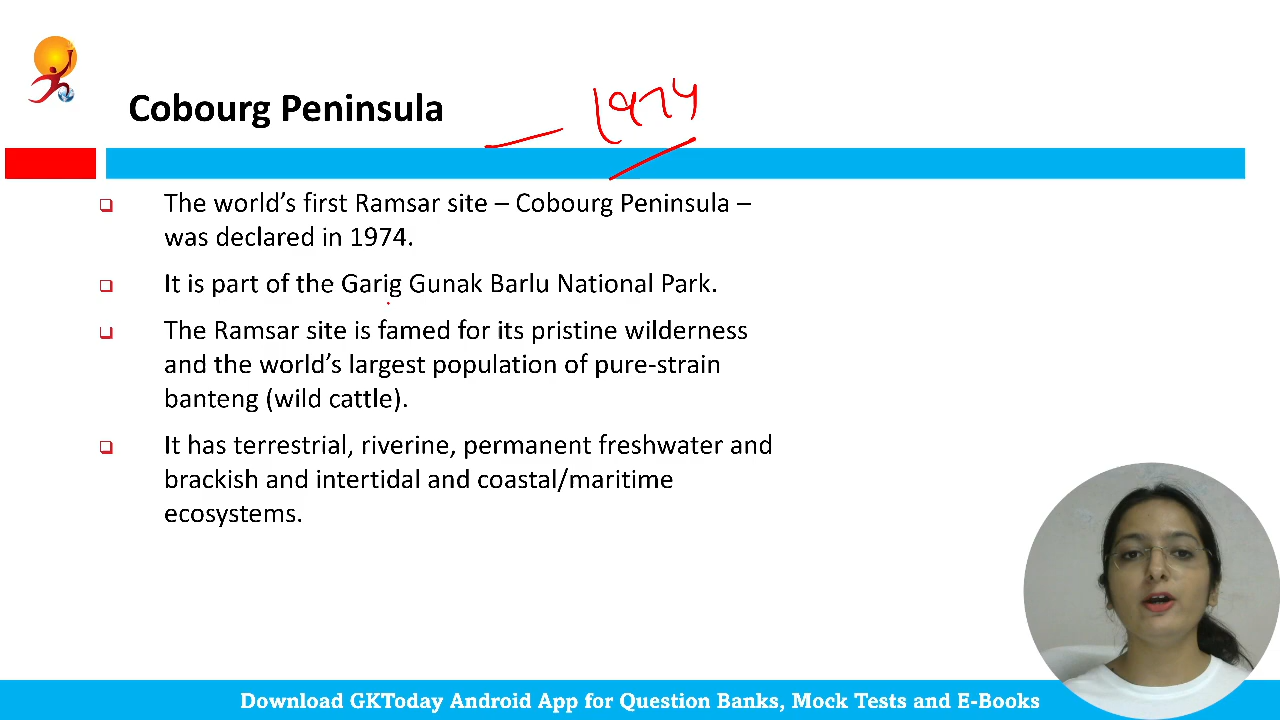 Cobourg Peninsula
1974
The world's first Ramsar site – Cobourg Peninsula –
was declared in 1974.
It is part of the Garig Gunak Barlu National Park.
The Ramsar site is famed for its pristine wilderness
and the world's largest population of pure-strain
banteng (wild cattle).
It has terrestrial, riverine, permanent freshwater and
brackish and intertidal and coastal/maritime
ecosystems.
Download GKToday Android App for Question Banks, Mock Tests and E-Books